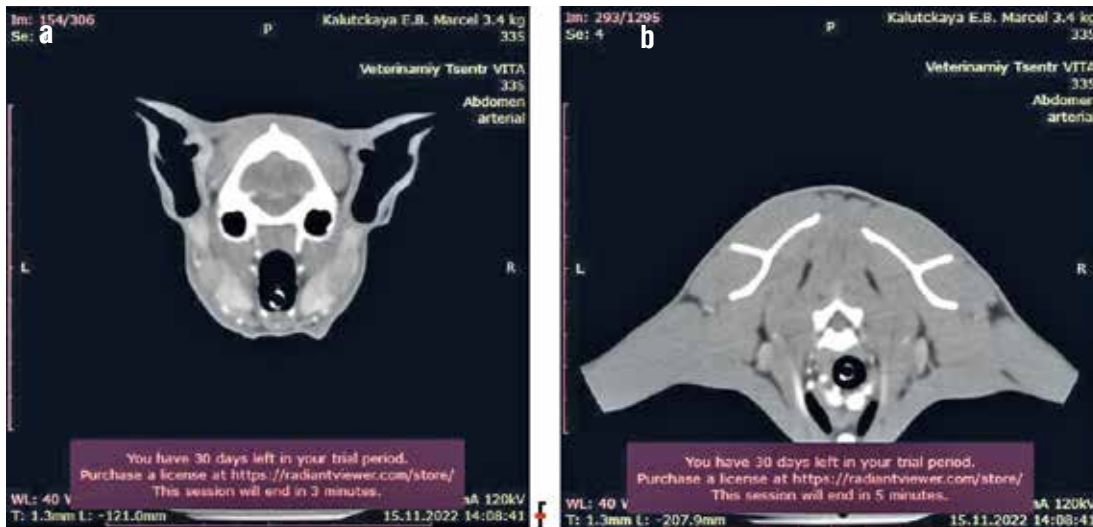 Im: 154/306
Se:
a
P
Kalutckaya E.B. Marcel 3.4 kg
335
Veterinarniy Tsentr VITA
335
Abdomen
arterial
L
R
You have 30 days left in your trial period.
Purchase a license at https://radiantviewer.com/store/
This session will end in 3 minutes.
WL: 40
mA 120kV
T: 1.3mm L: -121.0mm
15.11.2022 14:08:41
F
Im: 293/1295
Se: 4
b
P
Kalutckaya E.B. Marcel 3.4 kg
335
Veterinarniy Tsentr VITA
335
Abdomen
arterial
L
R
You have 30 days left in your trial period.
Purchase a license at https://radiantviewer.com/store/
This session will end in 5 minutes.
WL: 40
nA 120kV
T: 1.3mm L: -207.9mm
15.11.2022 14:08:41